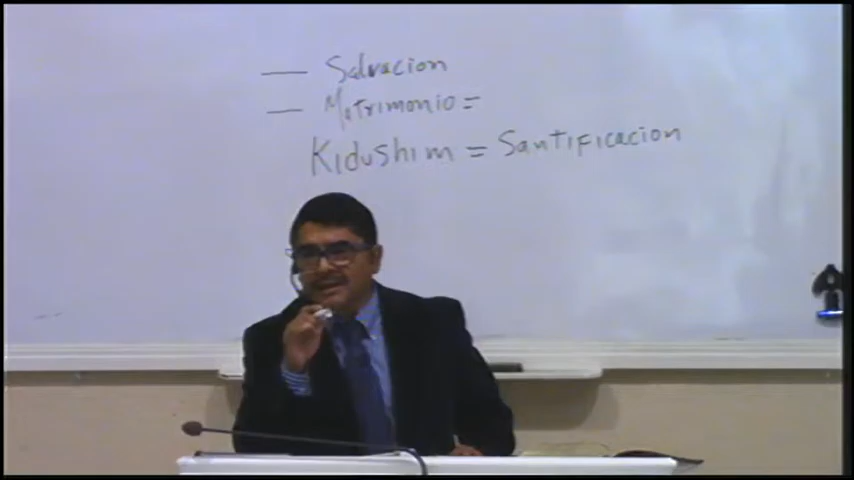 — Salvacion
— Matrimonio =
Kidushim = Santificacion